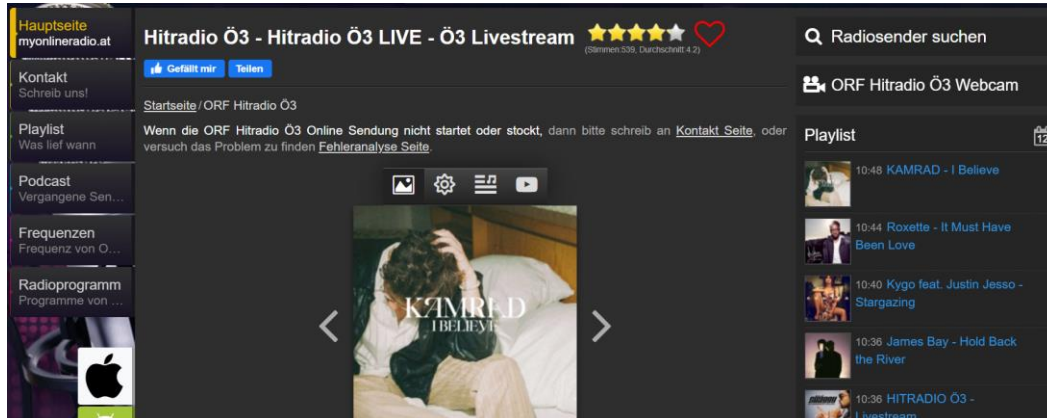 Hauptseite
myonlineradio.at
Kontakt
Schreib uns!
Playlist
Was lief wann
Podcast
Vergangene Sen...
Frequenzen
Frequenz von O...
Radioprogramm
Programme von ...
Hitradio Ö3 - Hitradio Ö3 LIVE - Ö3 Livestream
(Stimmen:539, Durchschnitt:4.2)
Gefällt mir Teilen
Startseite/ORF Hitradio Ö3
Wenn die ORF Hitradio Ö3 Online Sendung nicht startet oder stockt, dann bitte schreib an Kontakt Seite, oder
versuch das Problem zu finden Fehleranalyse Seite.
KAMRAD
I BELIEVE
Radiosender suchen
ORF Hitradio Ö3 Webcam
Playlist
12
10:48 KAMRAD - I Believe
10:44 Roxette - It Must Have
Been Love
10:40 Kygo feat. Justin Jesso -
Stargazing
10:36 James Bay - Hold Back
the River
10:36 HITRADIO Ö3 -
Livestream